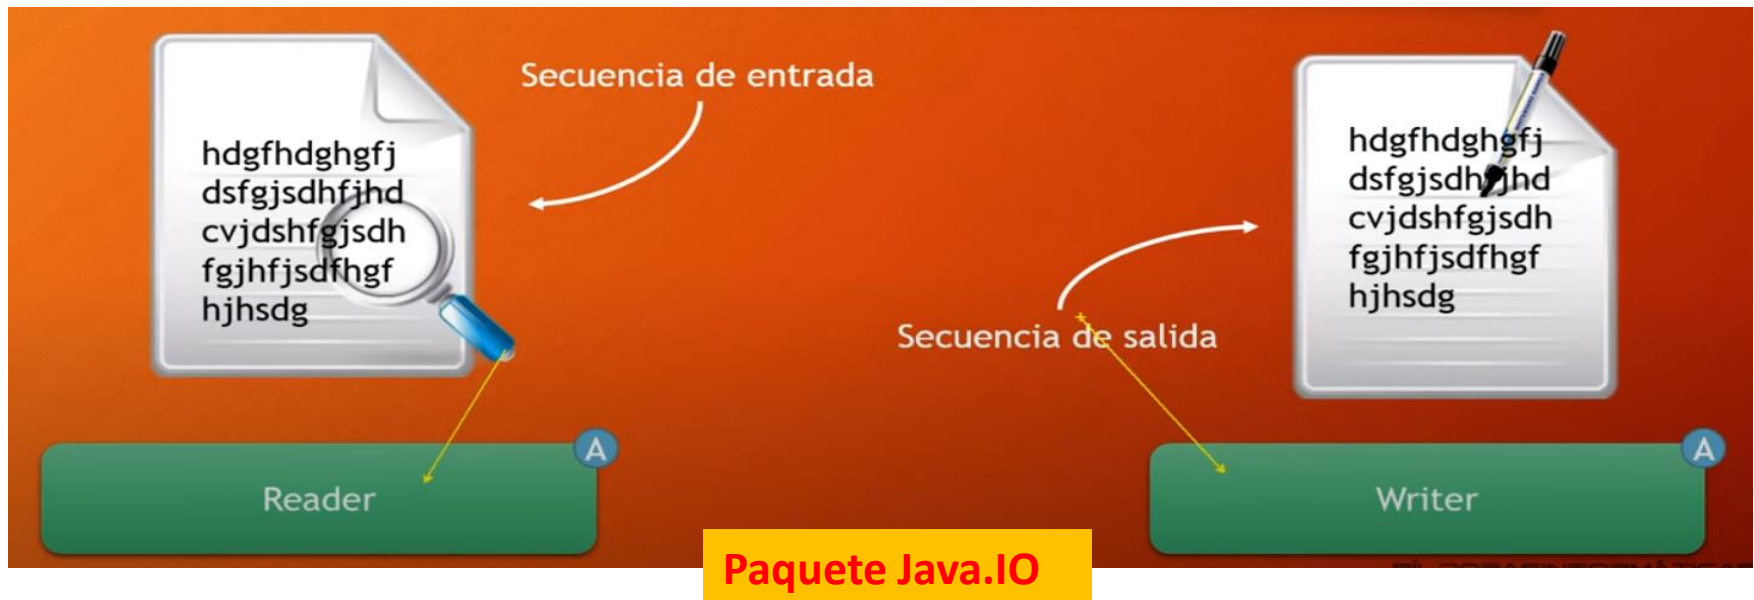 Secuencia de entrada
hdgfhdghgfj
dsfgjsdhfjhd
cvjdshfgjsdh
fgjhfjsdfhgf
hjhsdg
A
Reader
hdgfhdghgfj
dsfgjsdhfjhd
cvjdshfgjsdh
fgjhfjsdfhgf
hjhsdg
Secuencia de salida
A
Writer
Paquete Java.IO